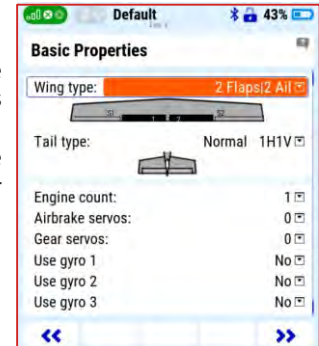 Default 43%
Basic Properties
Wing type: 2 Flaps|2 Ail
Tail type: Normal 1H1V
Engine count: 1
Airbrake servos: 0
Gear servos: 0
Use gyro 1 No
Use gyro 2 No
Use gyro 3 No
<< >>